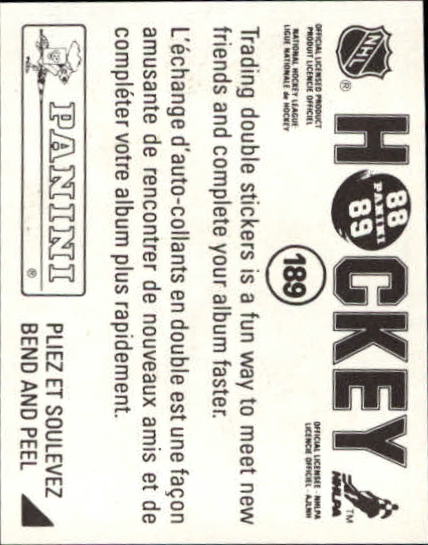 NHL ®
HOCKEY
88
PANINI
89
NHLPA ™
OFFICIAL LICENSED PRODUCT
PRODUIT LICENCIE OFFICIEL
NATIONAL HOCKEY LEAGUE
LIGUE NATIONALE de HOCKEY
OFFICIAL LICENSEE - NHLPA
LICENCIE OFFICIEL - AJLNH
189
Trading double stickers is a fun way to meet new
friends and complete your album faster.
L'échange d'auto-collants en double est une façon
amusante de rencontrer de nouveaux amis et de
compléter votre album plus rapidement.
PANINI ®
PLIEZ ET SOULEVEZ
BEND AND PEEL